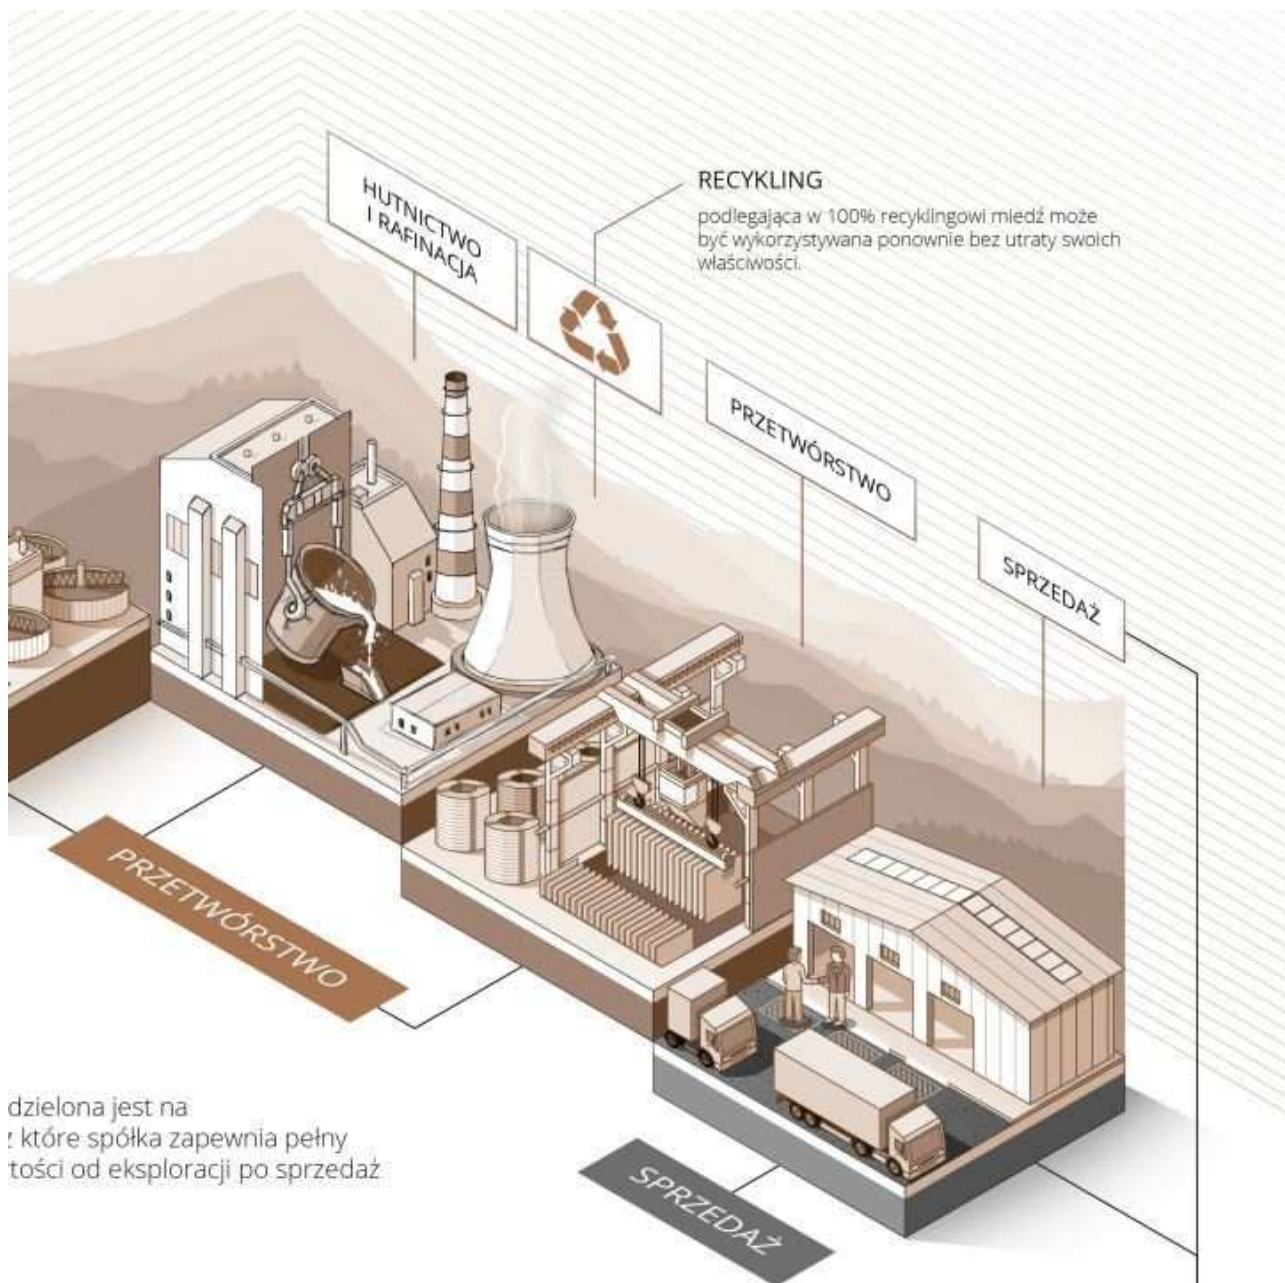 HUTNICTWO
I RAFINACJA
RECYKLING
podlegająca w 100% recyklingowi miedź może
być wykorzystywana ponownie bez utraty swoich
właściwości.
PRZETWÓRSTWO
SPRZEDAŻ
PRZETWÓRSTWO
dzielona jest na
które spółka zapewnia pełny
tości od eksploracji po sprzedaż
SPRZEDAŻ